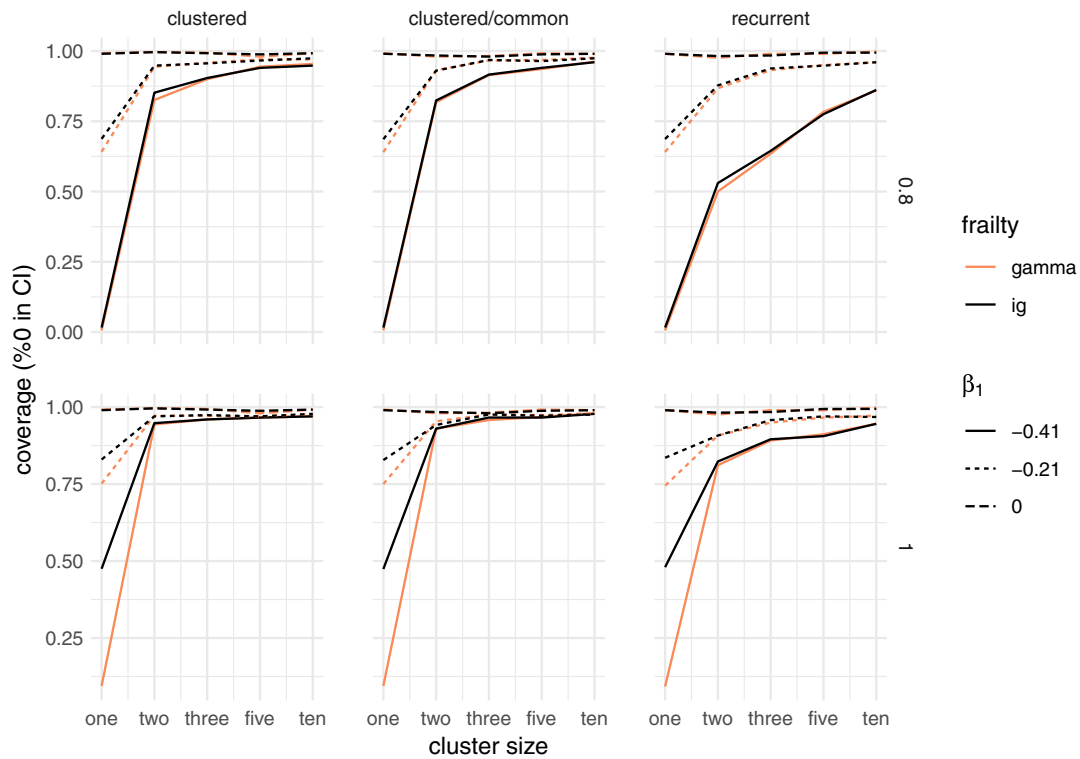 clustered
clustered/common
recurrent
coverage (%0 in CI)
1.00
0.75
0.50
0.25
0.00
0.8
1.00
0.75
0.50
0.25
1
one two three five ten
one two three five ten
one two three five ten
cluster size
frailty
gamma
ig
β₁
−0.41
−0.21
0